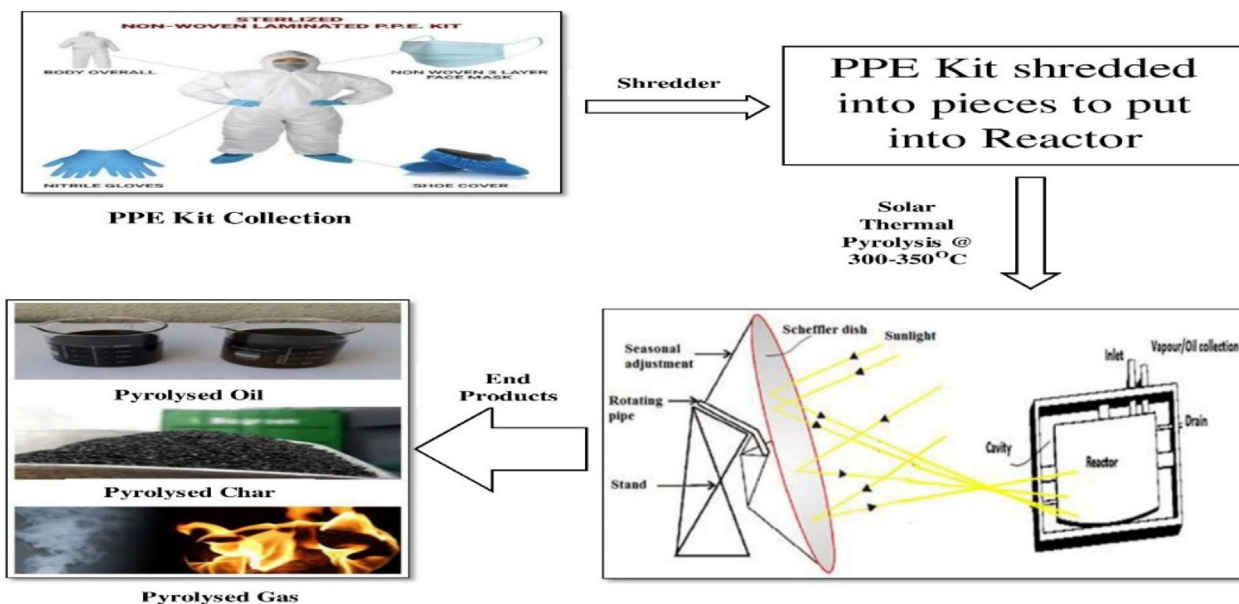 STERLIZED
NON-WOVEN LAMINATED P.P.E. KIT
BODY OVERALL
NON WOVEN 3 LAYER
FACE MASK
NITRILE GLOVES
SHOE COVER
PPE Kit Collection
Shredder
PPE Kit shredded
into pieces to put
into Reactor
Solar
Thermal
Pyrolysis @
300-350°C
Scheffler dish
Sunlight
Seasonal
adjustment
Rotating
pipe
Stand
Inlet
Vapour/Oil collection
Drain
Cavity
Reactor
End
Products
Pyrolysed Oil
Pyrolysed Char
Pyrolysed Gas